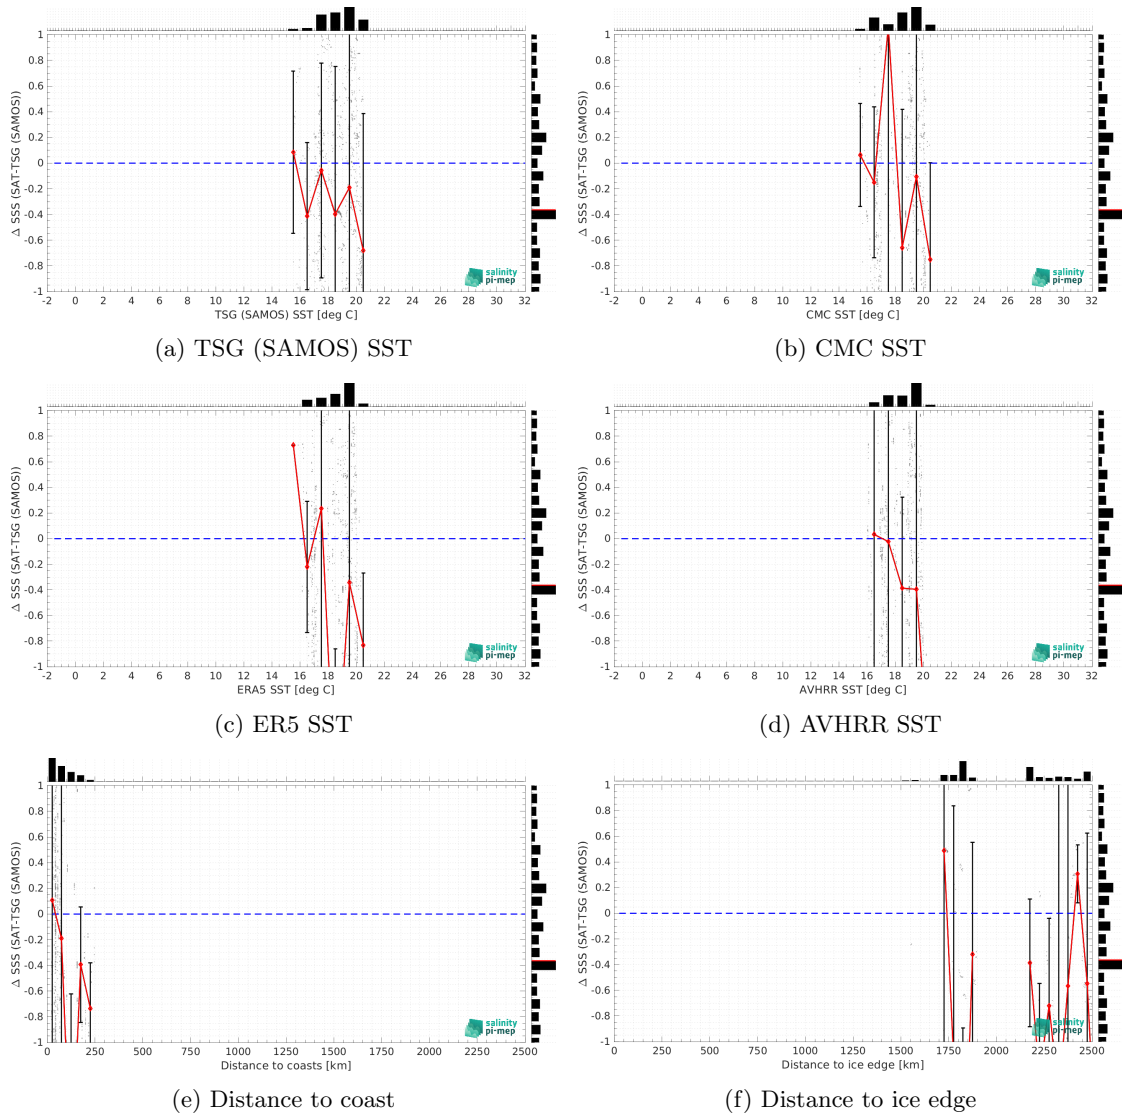 1
0.8
0.6
0.4
0.2
0
-0.2
-0.4
-0.6
-0.8
-1
Δ SSS (SAT-TSG (SAMOS))
salinity
pi-mep
-2 0 2 4 6 8 10 12 14 16 18 20 22 24 26 28 30 32
TSG (SAMOS) SST [deg C]
(a) TSG (SAMOS) SST
1
0.8
0.6
0.4
0.2
0
-0.2
-0.4
-0.6
-0.8
-1
Δ SSS (SAT-TSG (SAMOS))
salinity
pi-mep
-2 0 2 4 6 8 10 12 14 16 18 20 22 24 26 28 30 32
CMC SST [deg C]
(b) CMC SST
1
0.8
0.6
0.4
0.2
0
-0.2
-0.4
-0.6
-0.8
-1
Δ SSS (SAT-TSG (SAMOS))
salinity
pi-mep
-2 0 2 4 6 8 10 12 14 16 18 20 22 24 26 28 30 32
ERA5 SST [deg C]
(c) ER5 SST
1
0.8
0.6
0.4
0.2
0
-0.2
-0.4
-0.6
-0.8
-1
Δ SSS (SAT-TSG (SAMOS))
salinity
pi-mep
-2 0 2 4 6 8 10 12 14 16 18 20 22 24 26 28 30 32
AVHRR SST [deg C]
(d) AVHRR SST
1
0.8
0.6
0.4
0.2
0
-0.2
-0.4
-0.6
-0.8
-1
Δ SSS (SAT-TSG (SAMOS))
salinity
pi-mep
0 250 500 750 1000 1250 1500 1750 2000 2250 2500
Distance to coasts [km]
(e) Distance to coast
1
0.8
0.6
0.4
0.2
0
-0.2
-0.4
-0.6
-0.8
-1
Δ SSS (SAT-TSG (SAMOS))
salinity
pi-mep
0 250 500 750 1000 1250 1500 1750 2000 2250 2500
Distance to ice edge [km]
(f) Distance to ice edge